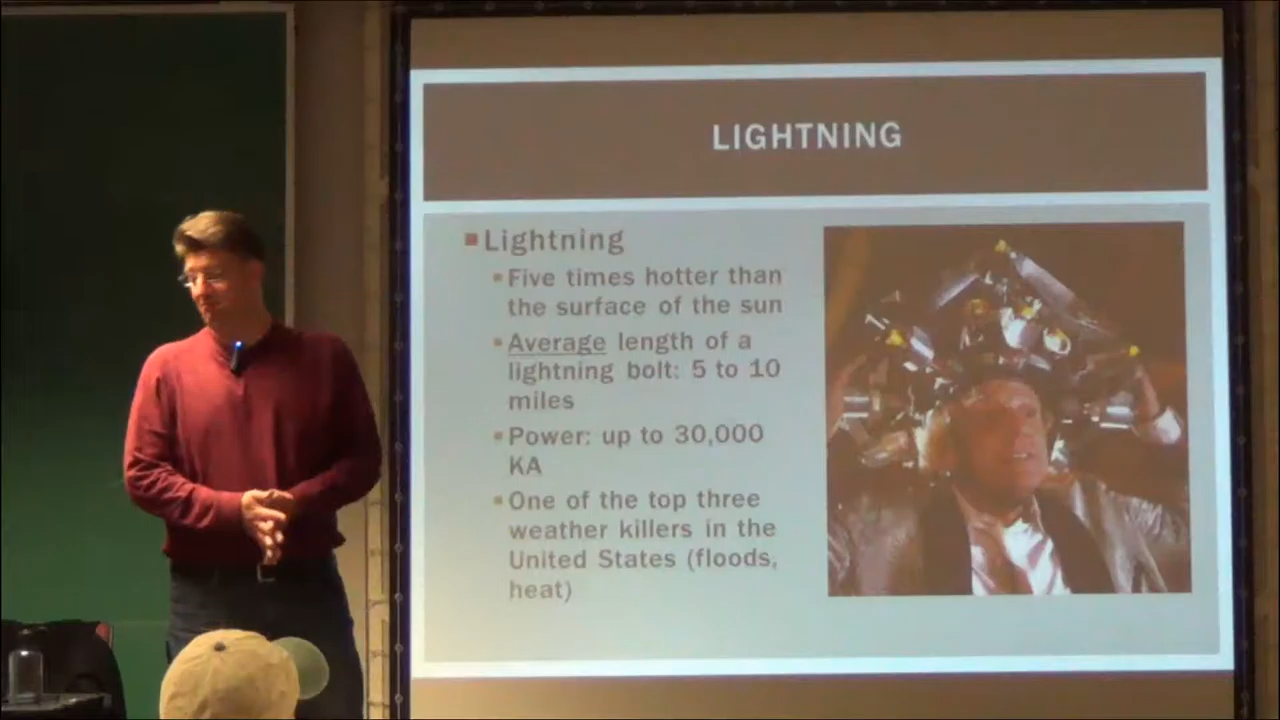 LIGHTNING
Lightning
Five times hotter than
the surface of the sun
Average length of a
lightning bolt: 5 to 10
miles
Power: up to 30,000
KA
One of the top three
weather killers in the
United States (floods,
heat)